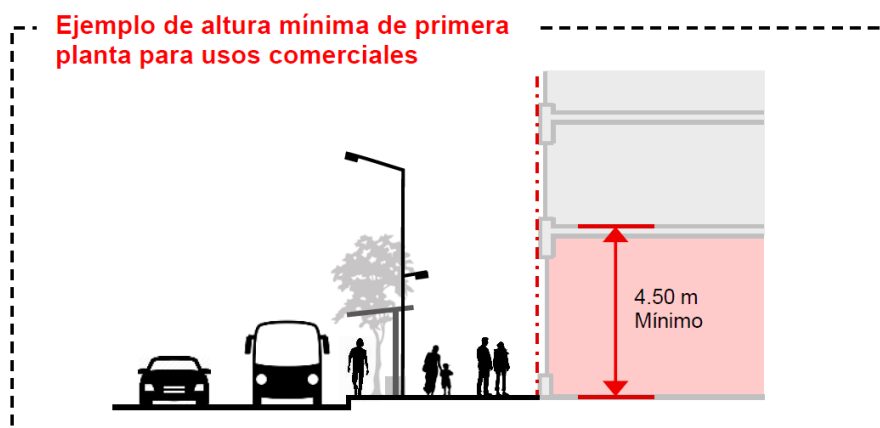 Ejemplo de altura mínima de primera
planta para usos comerciales
4.50 m
Mínimo